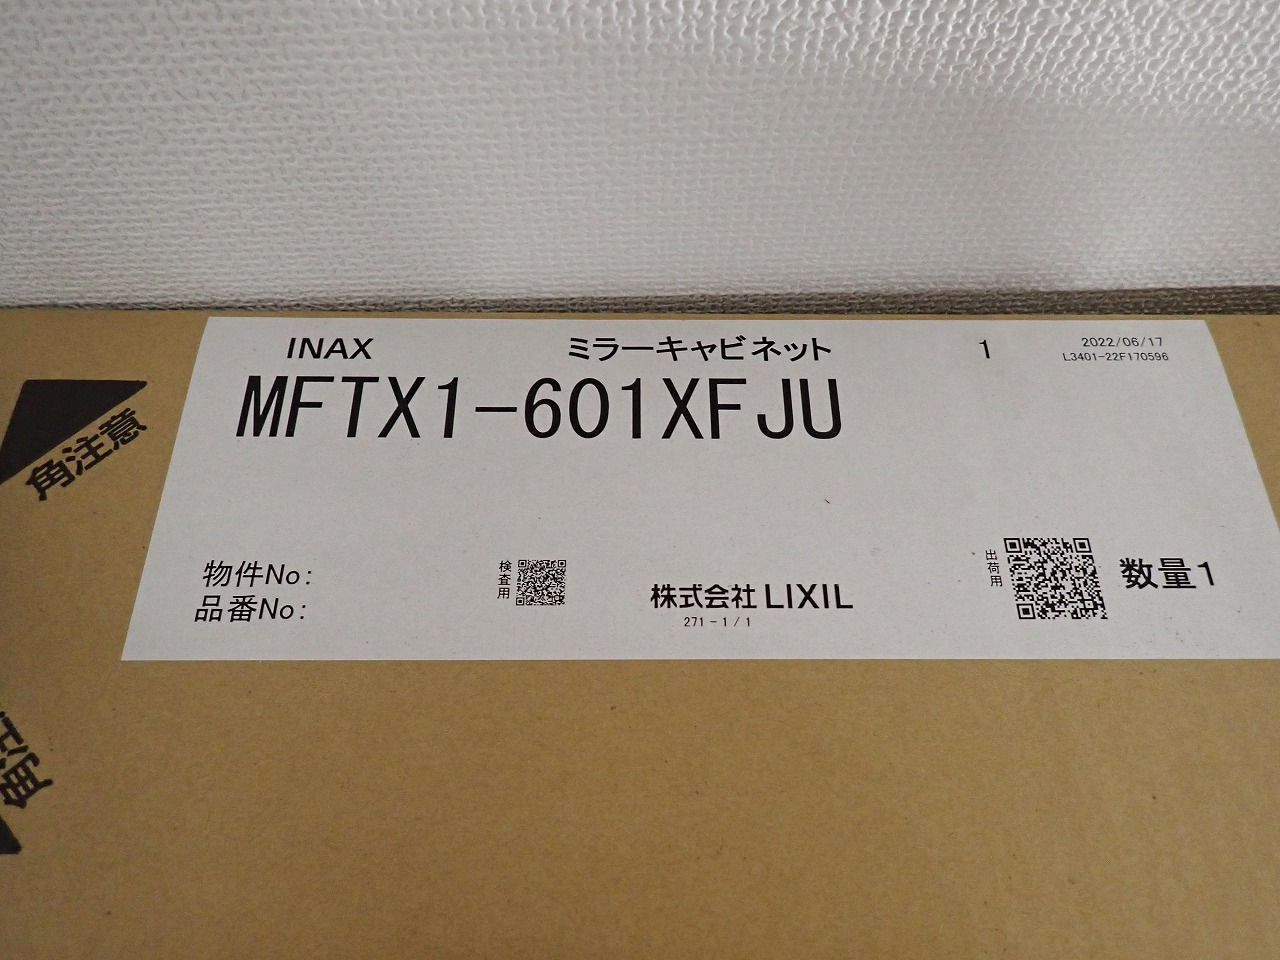 INAX ミラーキャビネット 1 2022/06/17
L3401-22F170596
MFTX1-601XFJU
角注意
物件No:
品番No:
検査用
株式会社 LIXIL
271-1/1
出荷用
数量1
角注